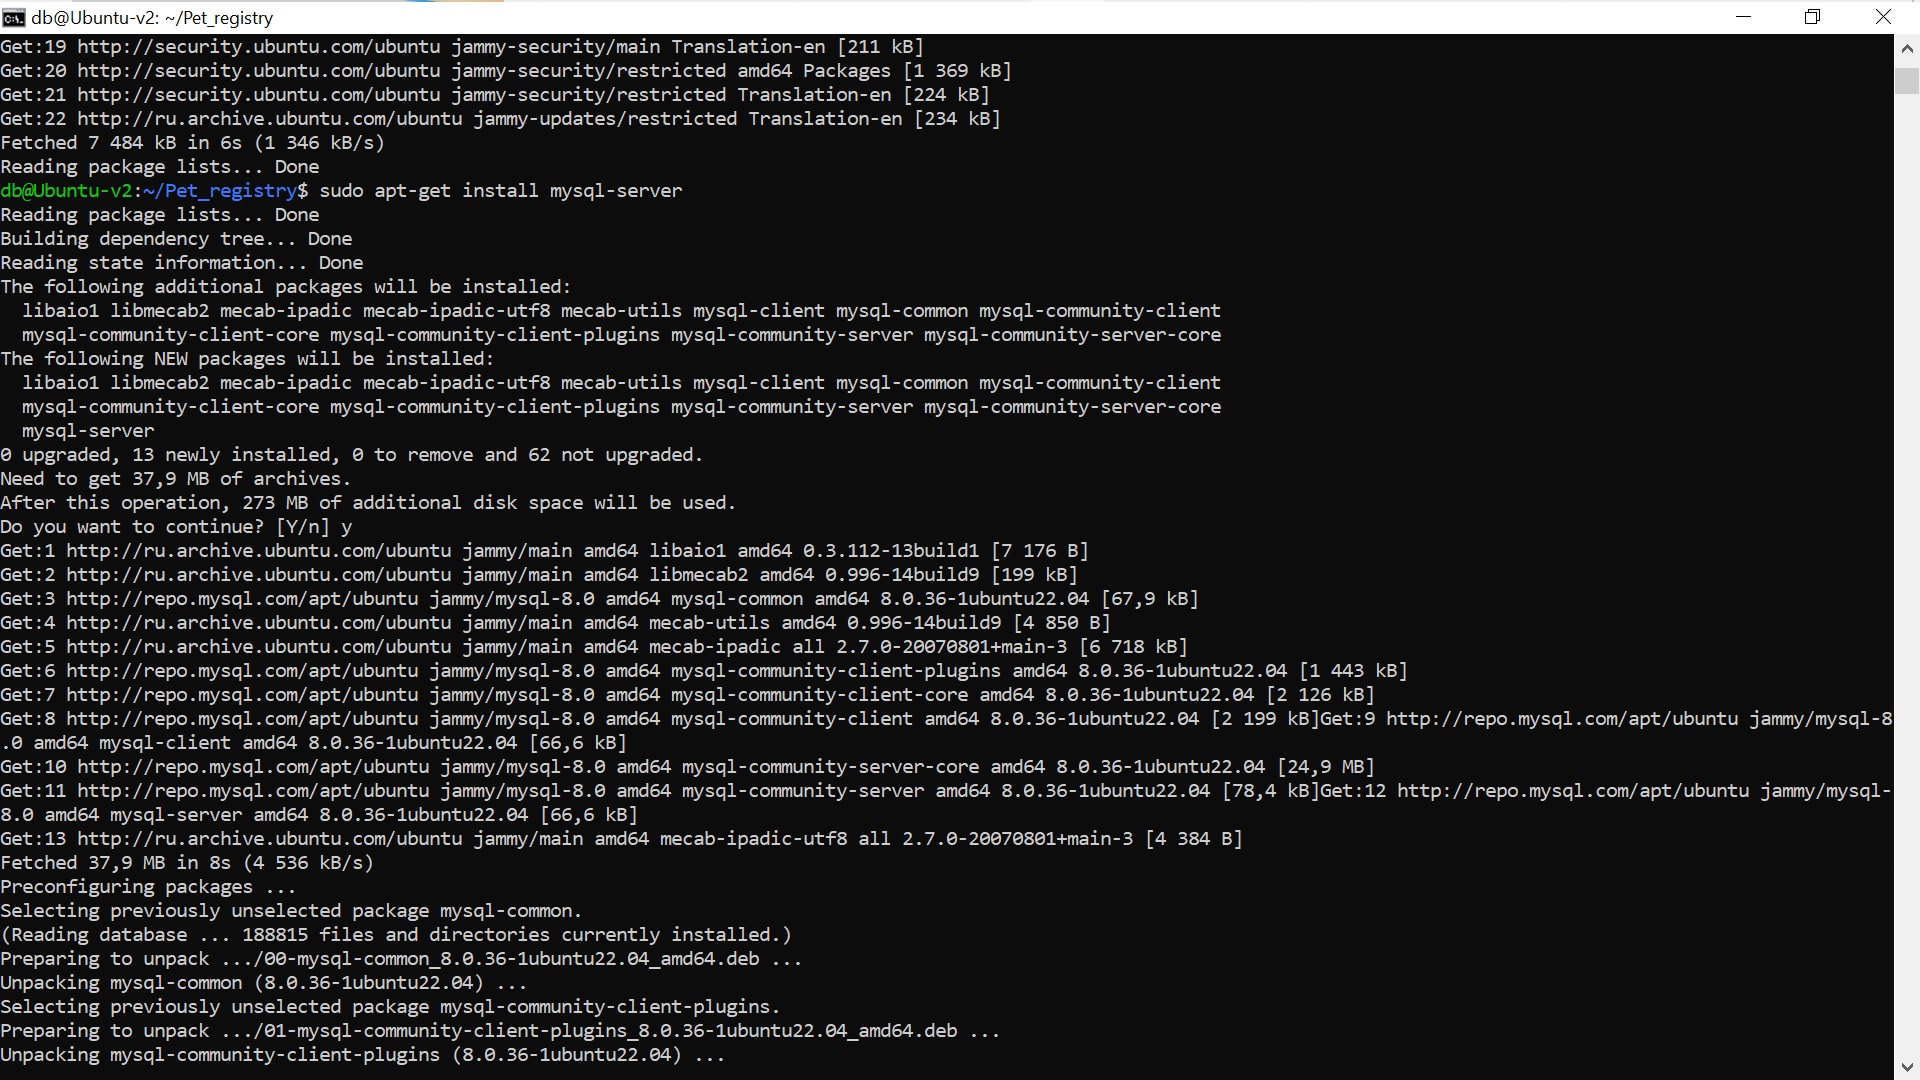 db@Ubuntu-v2: ~/Pet_registry
Get:19 http://security.ubuntu.com/ubuntu jammy-security/main Translation-en [211 kB]
Get:20 http://security.ubuntu.com/ubuntu jammy-security/restricted amd64 Packages [1 369 kB]
Get:21 http://security.ubuntu.com/ubuntu jammy-security/restricted Translation-en [224 kB]
Get:22 http://ru.archive.ubuntu.com/ubuntu jammy-updates/restricted Translation-en [234 kB]
Fetched 7 484 kB in 6s (1 346 kB/s)
Reading package lists... Done
db@Ubuntu-v2:~/Pet_registry$ sudo apt-get install mysql-server
Reading package lists... Done
Building dependency tree... Done
Reading state information... Done
The following additional packages will be installed:
  libaio1 libmecab2 mecab-ipadic mecab-ipadic-utf8 mecab-utils mysql-client mysql-common mysql-community-client
  mysql-community-client-core mysql-community-client-plugins mysql-community-server mysql-community-server-core
The following NEW packages will be installed:
  libaio1 libmecab2 mecab-ipadic mecab-ipadic-utf8 mecab-utils mysql-client mysql-common mysql-community-client
  mysql-community-client-core mysql-community-client-plugins mysql-community-server mysql-community-server-core
  mysql-server
0 upgraded, 13 newly installed, 0 to remove and 62 not upgraded.
Need to get 37,9 MB of archives.
After this operation, 273 MB of additional disk space will be used.
Do you want to continue? [Y/n] y
Get:1 http://ru.archive.ubuntu.com/ubuntu jammy/main amd64 libaio1 amd64 0.3.112-13build1 [7 176 B]
Get:2 http://ru.archive.ubuntu.com/ubuntu jammy/main amd64 libmecab2 amd64 0.996-14build9 [199 kB]
Get:3 http://repo.mysql.com/apt/ubuntu jammy/mysql-8.0 amd64 mysql-common amd64 8.0.36-1ubuntu22.04 [67,9 kB]
Get:4 http://ru.archive.ubuntu.com/ubuntu jammy/main amd64 mecab-utils amd64 0.996-14build9 [4 850 B]
Get:5 http://ru.archive.ubuntu.com/ubuntu jammy/main amd64 mecab-ipadic all 2.7.0-20070801+main-3 [6 718 kB]
Get:6 http://repo.mysql.com/apt/ubuntu jammy/mysql-8.0 amd64 mysql-community-client-plugins amd64 8.0.36-1ubuntu22.04 [1 443 kB]
Get:7 http://repo.mysql.com/apt/ubuntu jammy/mysql-8.0 amd64 mysql-community-client-core amd64 8.0.36-1ubuntu22.04 [2 126 kB]
Get:8 http://repo.mysql.com/apt/ubuntu jammy/mysql-8.0 amd64 mysql-community-client amd64 8.0.36-1ubuntu22.04 [2 199 kB]Get:9 http://repo.mysql.com/apt/ubuntu jammy/mysql-8
.0 amd64 mysql-client amd64 8.0.36-1ubuntu22.04 [66,6 kB]
Get:10 http://repo.mysql.com/apt/ubuntu jammy/mysql-8.0 amd64 mysql-community-server-core amd64 8.0.36-1ubuntu22.04 [24,9 MB]
Get:11 http://repo.mysql.com/apt/ubuntu jammy/mysql-8.0 amd64 mysql-community-server amd64 8.0.36-1ubuntu22.04 [78,4 kB]Get:12 http://repo.mysql.com/apt/ubuntu jammy/mysql-
8.0 amd64 mysql-server amd64 8.0.36-1ubuntu22.04 [66,6 kB]
Get:13 http://ru.archive.ubuntu.com/ubuntu jammy/main amd64 mecab-ipadic-utf8 all 2.7.0-20070801+main-3 [4 384 B]
Fetched 37,9 MB in 8s (4 536 kB/s)
Preconfiguring packages ...
Selecting previously unselected package mysql-common.
(Reading database ... 188815 files and directories currently installed.)
Preparing to unpack .../00-mysql-common_8.0.36-1ubuntu22.04_amd64.deb ...
Unpacking mysql-common (8.0.36-1ubuntu22.04) ...
Selecting previously unselected package mysql-community-client-plugins.
Preparing to unpack .../01-mysql-community-client-plugins_8.0.36-1ubuntu22.04_amd64.deb ...
Unpacking mysql-community-client-plugins (8.0.36-1ubuntu22.04) ...